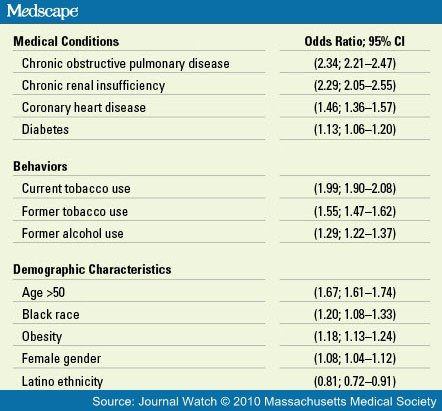 Medscape
Medical Conditions Odds Ratio; 95% CI
Chronic obstructive pulmonary disease (2.34; 2.21–2.47)
Chronic renal insufficiency (2.29; 2.05–2.55)
Coronary heart disease (1.46; 1.36–1.57)
Diabetes (1.13; 1.06–1.20)
Behaviors
Current tobacco use (1.99; 1.90–2.08)
Former tobacco use (1.55; 1.47–1.62)
Former alcohol use (1.29; 1.22–1.37)
Demographic Characteristics
Age >50 (1.67; 1.61–1.74)
Black race (1.20; 1.08–1.33)
Obesity (1.18; 1.13–1.24)
Female gender (1.08; 1.04–1.12)
Latino ethnicity (0.81; 0.72–0.91)
Source: Journal Watch © 2010 Massachusetts Medical Society